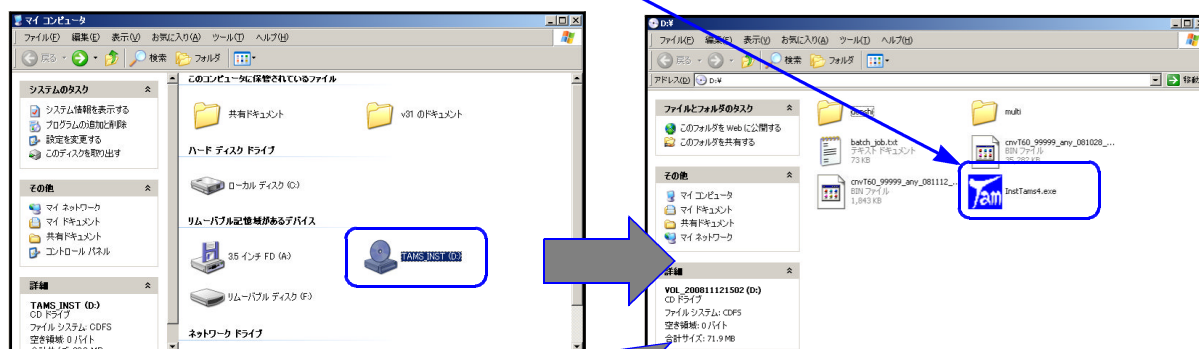 マイ コンピュータ
ファイル(F) 編集(E) 表示(V) お気に入り(A) ツール(T) ヘルプ(H)
戻る 検索 フォルダ
システムのタスク
システム情報を表示する
プログラムの追加と削除
設定を変更する
このディスクを取り出す
その他
マイ ネットワーク
マイ ドキュメント
共有ドキュメント
コントロール パネル
詳細
TAMS_INST (D:)
CD ドライブ
ファイル システム: CDFS
空き領域: 0 バイト
このコンピュータに保管されているファイル
共有ドキュメント
v31 のドキュメント
ハード ディスク ドライブ
ローカル ディスク (C:)
リムーバブル記憶域があるデバイス
3.5 インチ FD (A:)
TAMS_INST (D:)
リムーバブル ディスク (F:)
ネットワーク ドライブ
D:¥
ファイル(F) 編集(E) 表示(V) お気に入り(A) ツール(T) ヘルプ(H)
戻る 検索 フォルダ
アドレス(D) D:¥ 移動
ファイルとフォルダのタスク
このフォルダを Web に公開する
このフォルダを共有する
その他
マイ コンピュータ
マイ ドキュメント
共有ドキュメント
マイ ネットワーク
詳細
VOL_200811121502 (D:)
CD ドライブ
ファイル システム: CDFS
空き領域: 0 バイト
合計サイズ: 71.9 MB
multi
batch_job.txt
テキスト ドキュメント
73 KB
cnvT60_99999_any_081028_...
BIN ファイル
35,282 KB
cnvT60_99999_any_081112_...
BIN ファイル
1,843 KB
Tam
InstTams4.exe